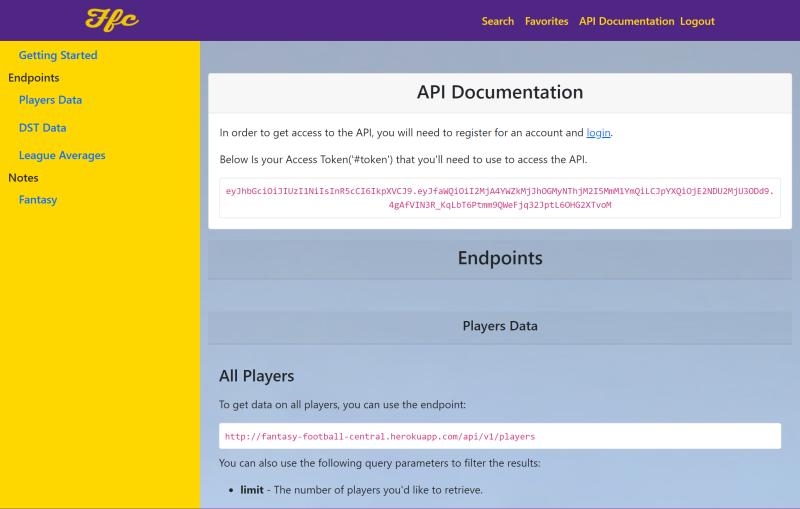 Ffc
Search Favorites API Documentation Logout
Getting Started
Endpoints
Players Data
DST Data
League Averages
Notes
Fantasy
API Documentation
In order to get access to the API, you will need to register for an account and login.
Below Is your Access Token('#token') that you'll need to use to access the API.
eyJhbGciOiJIUzI1NiIsInR5cCI6IkpXVCJ9.eyJfaWQiOiI2MjA4YWZkMjJhOGMyNThjM2I5MmM1YmQiLCJpYXQiOjE2NDU2MjU3ODd9.
4gAfVIN3R_KqLbT6Ptmm9QWeFjq32JptL6OHG2XTvoM
Endpoints
Players Data
All Players
To get data on all players, you can use the endpoint:
http://fantasy-football-central.herokuapp.com/api/v1/players
You can also use the following query parameters to filter the results:
• limit - The number of players you'd like to retrieve.